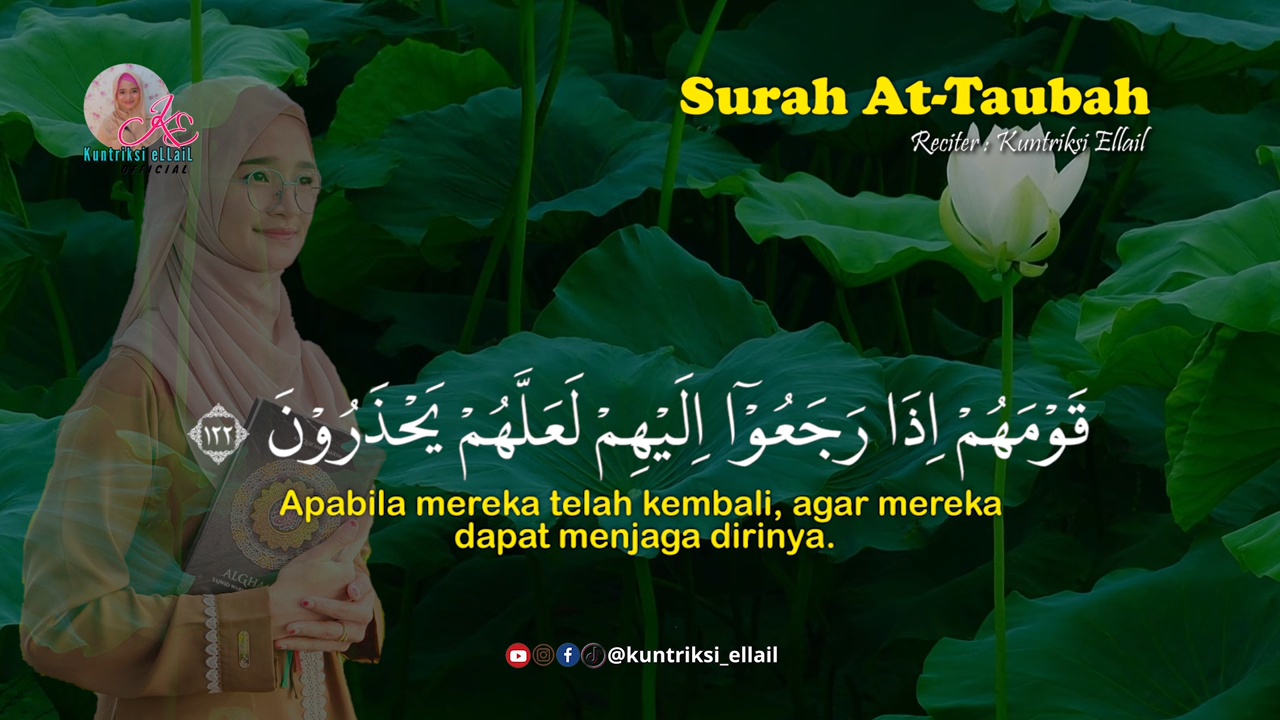 Kuntriksi eLLaiL
OFFICIAL
Surah At-Taubah
Reciter : Kuntriksi Ellail
قَوْمَهُمْ اِذَا رَجَعُوْٓا اِلَيْهِمْ لَعَلَّهُمْ يَحْذَرُوْنَ ١٢٢
Apabila mereka telah kembali, agar mereka
dapat menjaga dirinya.
@kuntriksi_ellail